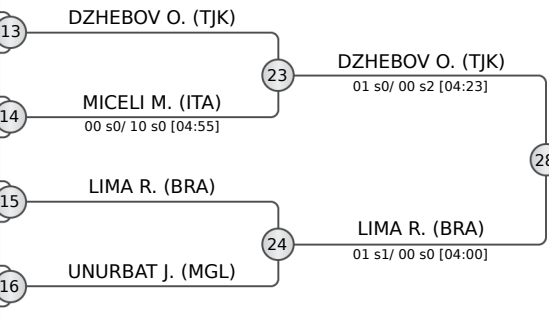 13
DZHEBOV O. (TJK)
23
DZHEBOV O. (TJK)
01 s0/ 00 s2 [04:23]
14
MICELI M. (ITA)
00 s0/ 10 s0 [04:55]
28
15
LIMA R. (BRA)
24
LIMA R. (BRA)
01 s1/ 00 s0 [04:00]
16
UNURBAT J. (MGL)